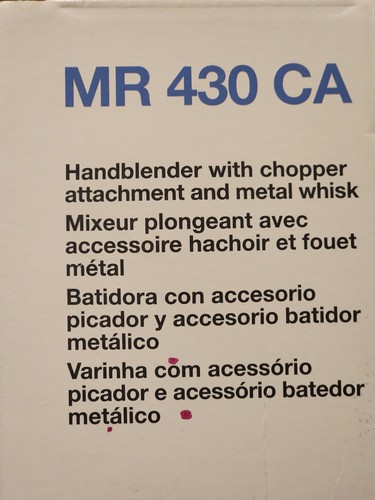 MR 430 CA
Handblender with chopper
attachment and metal whisk
Mixeur plongeant avec
accessoire hachoir et fouet
métal
Batidora con accesorio
picador y accesorio batidor
metálico
Varinha com acessório
picador e acessório batedor
metálico